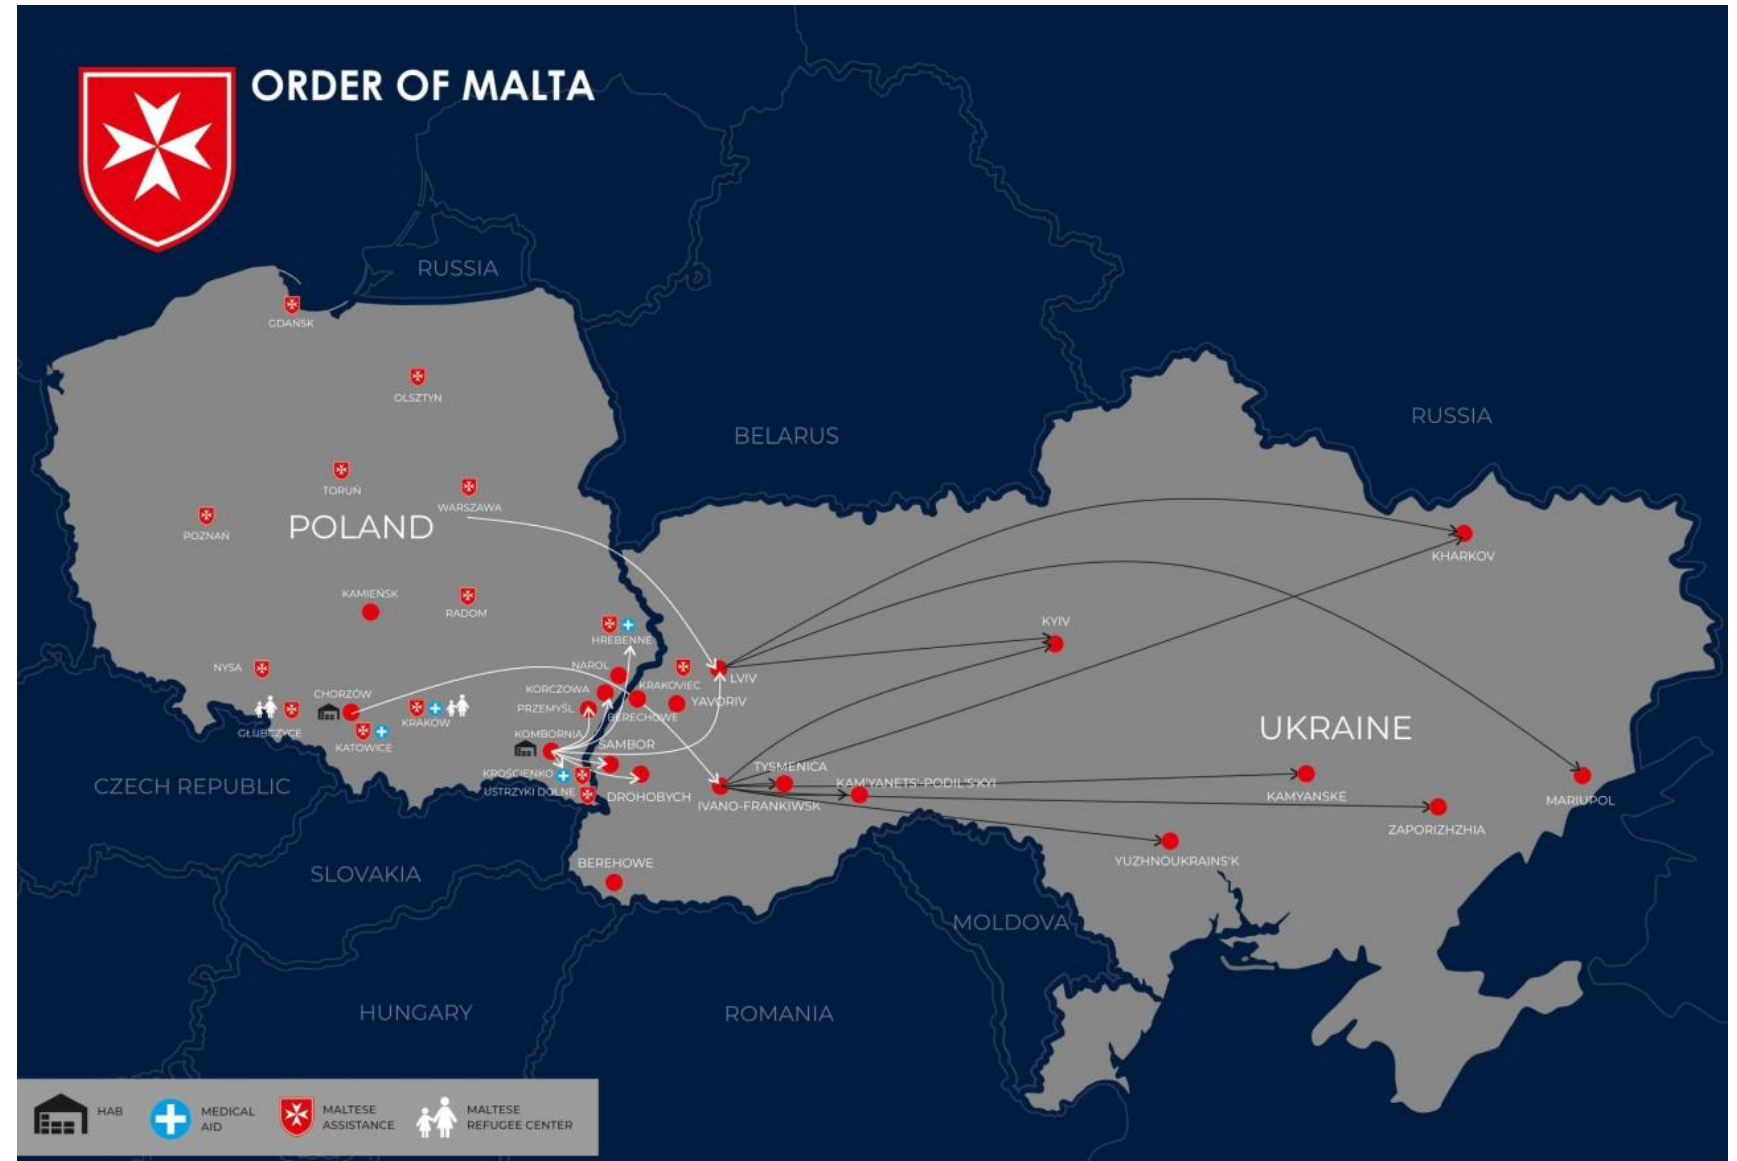 ORDER OF MALTA
RUSSIA
GDAŃSK
OLSZTYN
RUSSIA
BELARUS
TORUŃ
WARSZAWA
POZNAŃ
POLAND
KHARKOV
KAMIEŃSK
RADOM
KYIV
HREBENNE
NYSA
NAROL
KRAKOVIEC
LVIV
CHORZÓW
KORCZOWA
YAVORIV
GŁUBCZYCE
KRAKÓW
PRZEMYŚL
BERECHOWE
UKRAINE
KATOWICE
KOMBORNIA
SAMBOR
TYSMENICA
KROŚCIENKO
KAM'YANETS'-PODIL'S'KYI
CZECH REPUBLIC
USTRZYKI DOLNE
DROHOBYCH
IVANO-FRANKIWSK
KAMYANSKE
MARIUPOL
ZAPORIZHZHIA
SLOVAKIA
BEREHOWE
YUZHNOUKRAINS'K
MOLDOVA
HUNGARY
ROMANIA
HAB
MEDICAL
AID
MALTESE
ASSISTANCE
MALTESE
REFUGEE CENTER